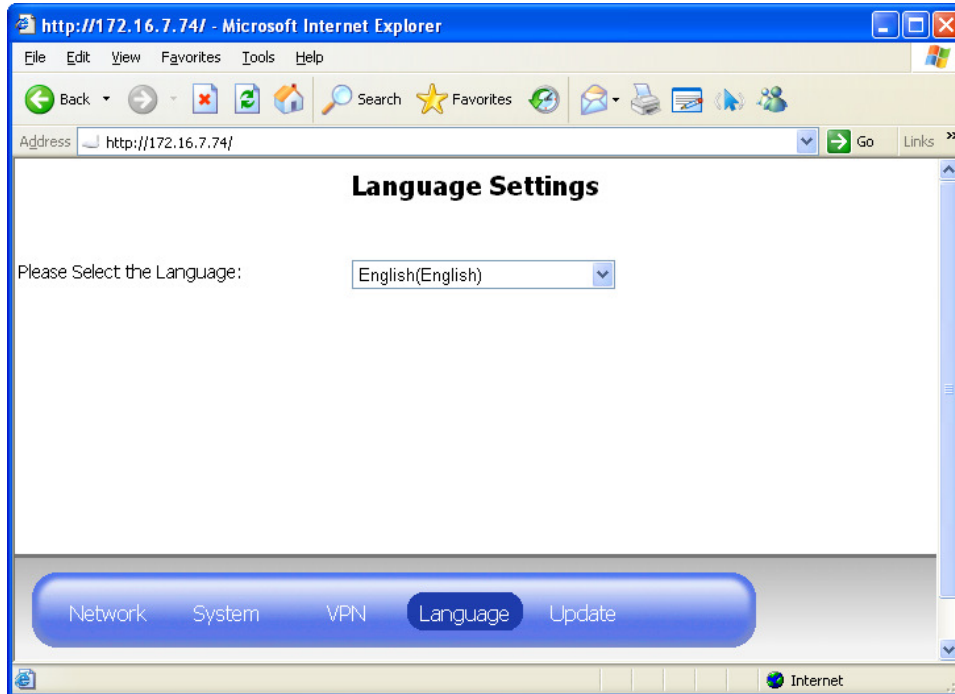 http://172.16.7.74/ - Microsoft Internet Explorer
File Edit View Favorites Tools Help
Back Search Favorites
Address http://172.16.7.74/ Go Links »
Language Settings
Please Select the Language: English(English)
Network System VPN Language Update
Internet